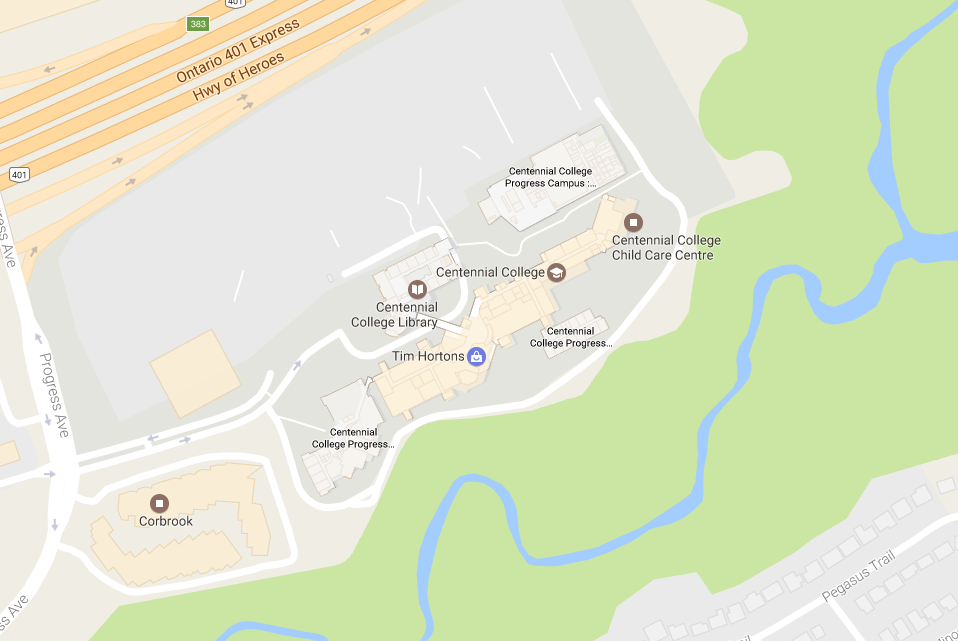 401
383
Ontario 401 Express
Hwy of Heroes
401
Progress Ave
Centennial College
Progress Campus :...
Centennial College
Child Care Centre
Centennial College
Centennial
College Library
Centennial
College Progress...
Tim Hortons
Progress Ave
Centennial
College Progress...
Corbrook
Pegasus Trail